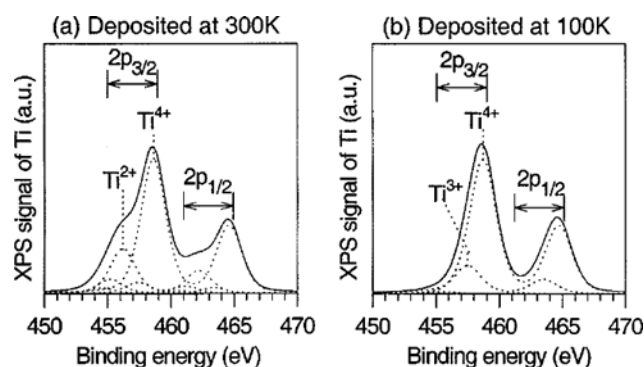 (a) Deposited at 300K
2p3/2
Ti4+
Ti2+
2p1/2
XPS signal of Ti (a.u.)
450 455 460 465 470
Binding energy (eV)
(b) Deposited at 100K
2p3/2
Ti4+
Ti3+
2p1/2
XPS signal of Ti (a.u.)
450 455 460 465 470
Binding energy (eV)